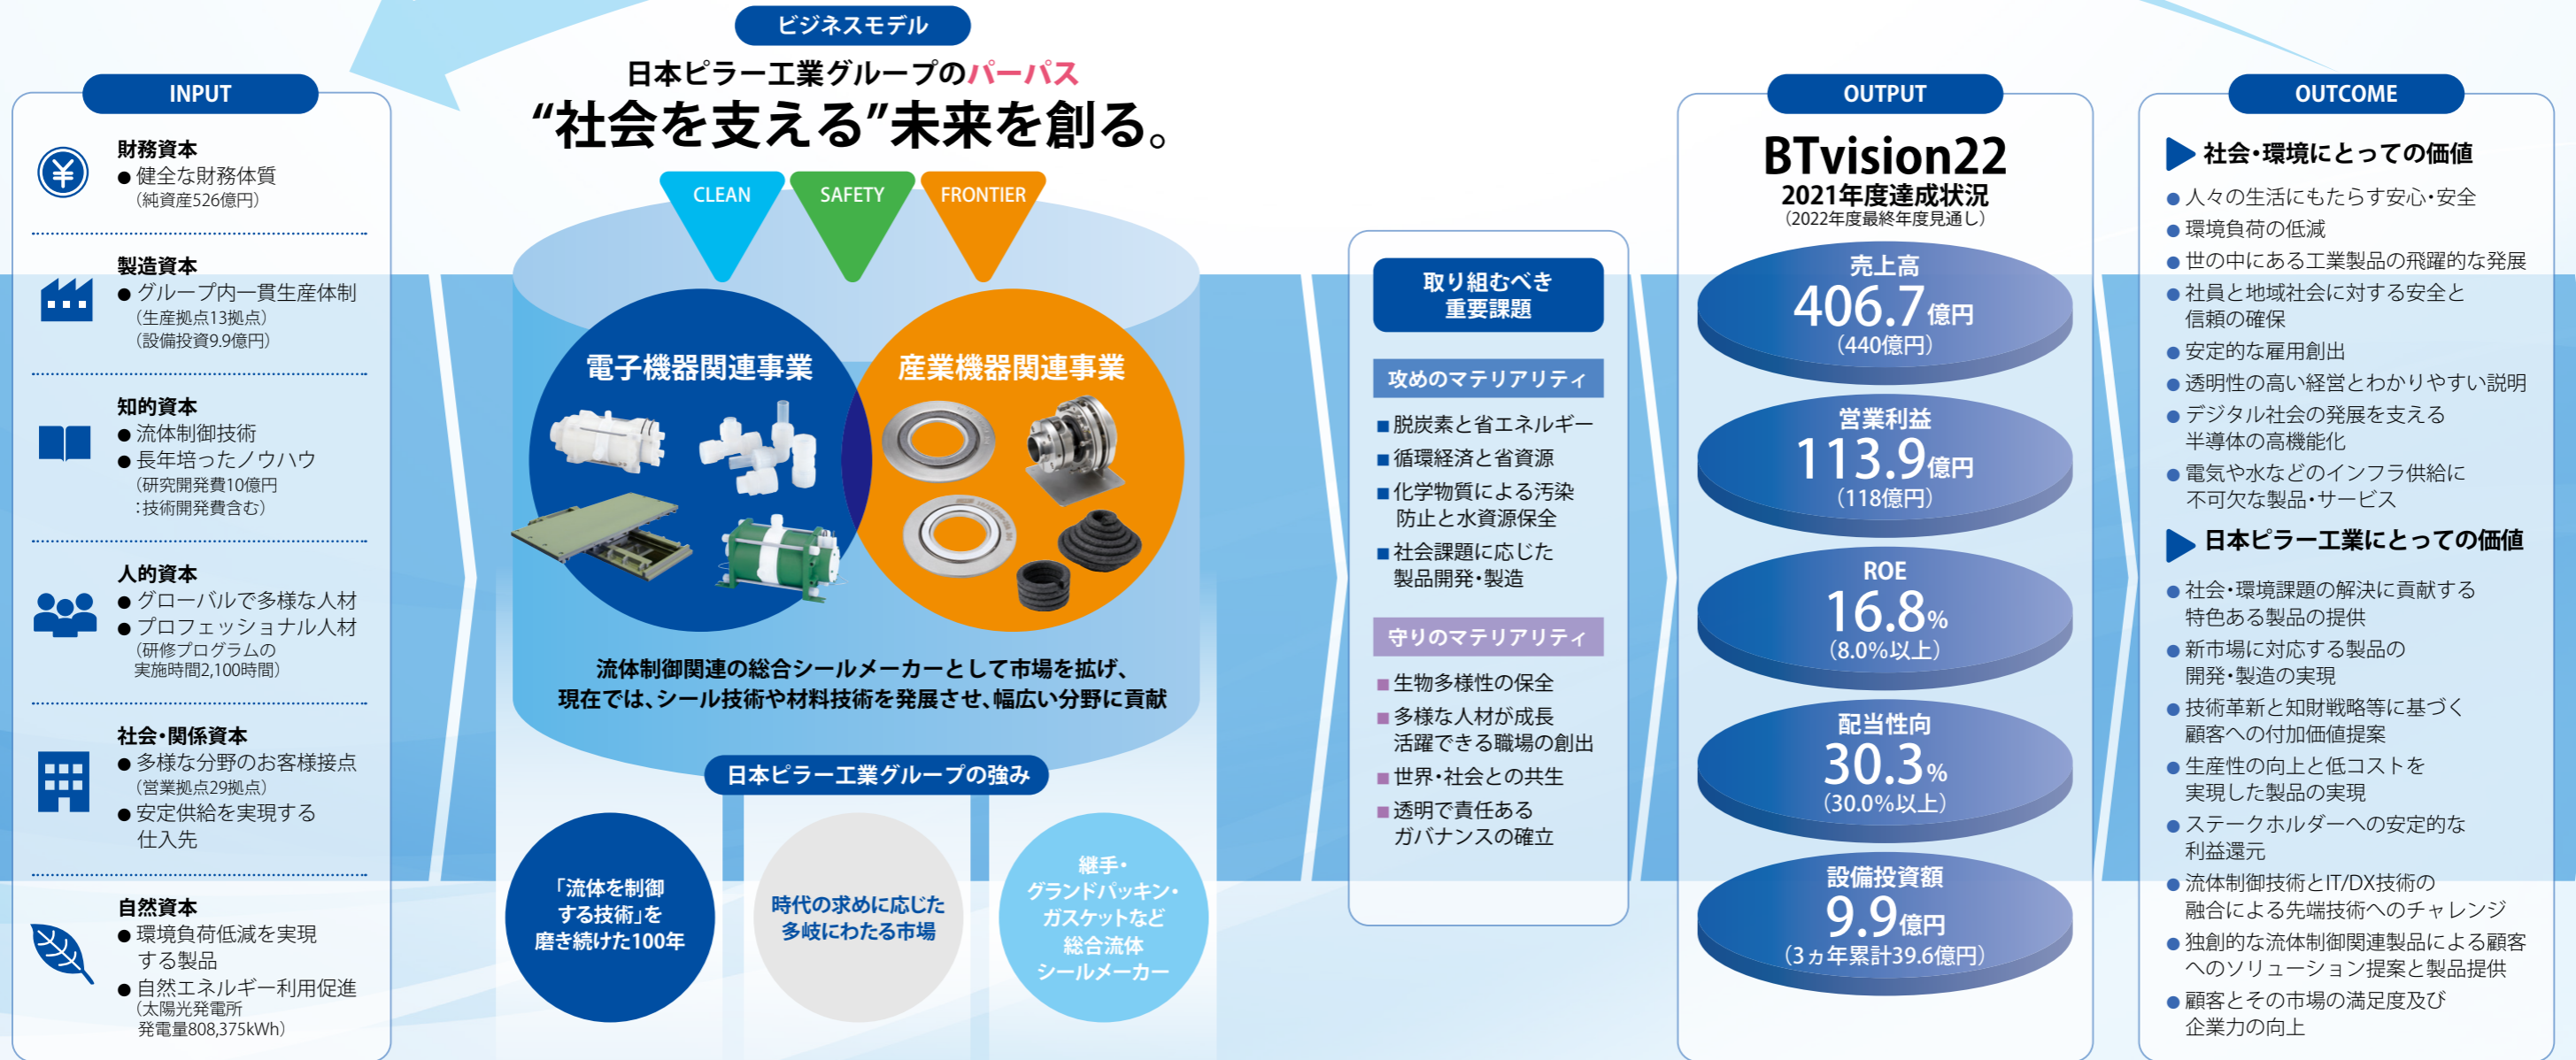 INPUT
財務資本
● 健全な財務体質
（純資産526億円）
製造資本
● グループ内一貫生産体制
（生産拠点13拠点）
（設備投資9.9億円）
知的資本
● 流体制御技術
● 長年培ったノウハウ
（研究開発費10億円
：技術開発費含む）
人的資本
● グローバルで多様な人材
● プロフェッショナル人材
（研修プログラムの
実施時間2,100時間）
社会・関係資本
● 多様な分野のお客様接点
（営業拠点29拠点）
● 安定供給を実現する
仕入先
自然資本
● 環境負荷低減を実現
する製品
● 自然エネルギー利用促進
（太陽光発電所
発電量808,375kWh）
ビジネスモデル
日本ピラー工業グループのパーパス
“社会を支える”未来を創る。
CLEAN
SAFETY
FRONTIER
電子機器関連事業
産業機器関連事業
流体制御関連の総合シールメーカーとして市場を拡げ、
現在では、シール技術や材料技術を発展させ、幅広い分野に貢献
日本ピラー工業グループの強み
「流体を制御
する技術」を
磨き続けた100年
時代の求めに応じた
多岐にわたる市場
継手・
グランドパッキン・
ガスケットなど
総合流体
シールメーカー
取り組むべき
重要課題
攻めのマテリアリティ
■ 脱炭素と省エネルギー
■ 循環経済と省資源
■ 化学物質による汚染
防止と水資源保全
■ 社会課題に応じた
製品開発・製造
守りのマテリアリティ
■ 生物多様性の保全
■ 多様な人材が成長
活躍できる職場の創出
■ 世界・社会との共生
■ 透明で責任ある
ガバナンスの確立
OUTPUT
BTvision22
2021年度達成状況
（2022年度最終年度見通し）
売上高
406.7億円
（440億円）
営業利益
113.9億円
（118億円）
ROE
16.8%
（8.0%以上）
配当性向
30.3%
（30.0%以上）
設備投資額
9.9億円
（3ヵ年累計39.6億円）
OUTCOME
社会・環境にとっての価値
● 人々の生活にもたらす安心・安全
● 環境負荷の低減
● 世の中にある工業製品の飛躍的な発展
● 社員と地域社会に対する安全と
信頼の確保
● 安定的な雇用創出
● 透明性の高い経営とわかりやすい説明
● デジタル社会の発展を支える
半導体の高機能化
● 電気や水などのインフラ供給に
不可欠な製品・サービス
日本ピラー工業にとっての価値
● 社会・環境課題の解決に貢献する
特色ある製品の提供
● 新市場に対応する製品の
開発・製造の実現
● 技術革新と知財戦略等に基づく
顧客への付加価値提案
● 生産性の向上と低コストを
実現した製品の実現
● ステークホルダーへの安定的な
利益還元
● 流体制御技術とIT/DX技術の
融合による先端技術へのチャレンジ
● 独創的な流体制御関連製品による顧客
へのソリューション提案と製品提供
● 顧客とその市場の満足度及び
企業力の向上